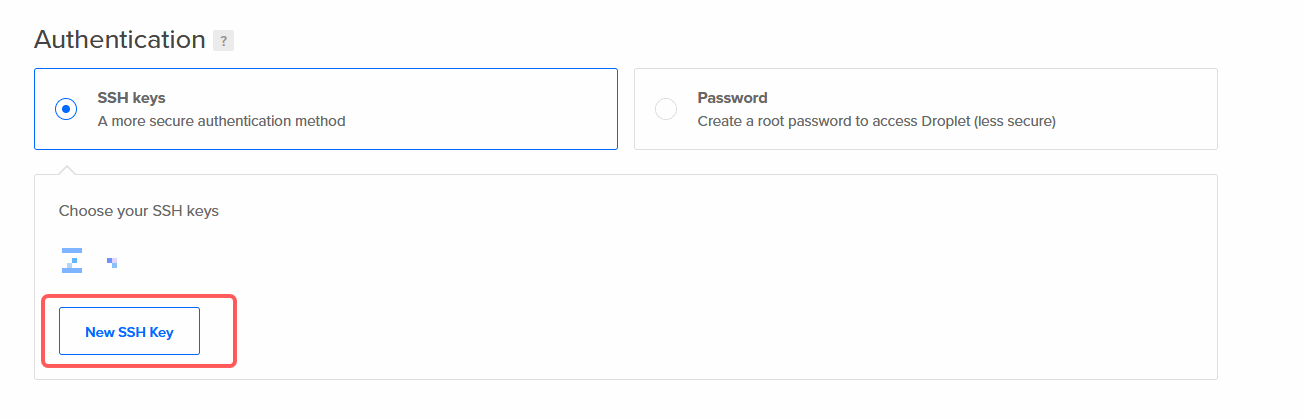 Authentication ?
SSH keys
A more secure authentication method
Password
Create a root password to access Droplet (less secure)
Choose your SSH keys
New SSH Key